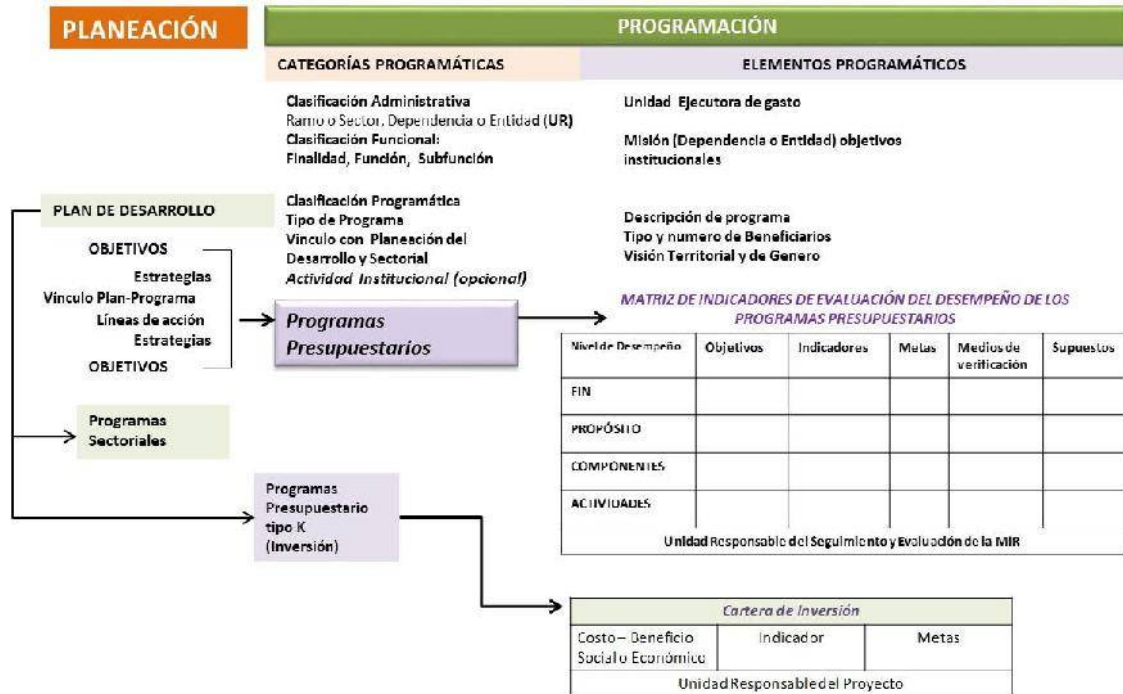 PLANEACIÓN
PROGRAMACIÓN
CATEGORÍAS PROGRAMÁTICAS
ELEMENTOS PROGRAMÁTICOS
Clasificación Administrativa
Ramo o Sector, Dependencia o Entidad (UR)
Clasificación Funcional:
Finalidad, Función, Subfunción
Unidad Ejecutora de gasto
Misión (Dependencia o Entidad) objetivos
institucionales
PLAN DE DESARROLLO
Clasificación Programática
Tipo de Programa
Vinculo con Planeación del
Desarrollo y Sectorial
Actividad Institucional (opcional)
Descripción de programa
Tipo y numero de Beneficiarios
Visión Territorial y de Genero
OBJETIVOS
Estrategias
Vinculo Plan-Programa
Líneas de acción
Estrategias
OBJETIVOS
Programas
Presupuestarios
MATRIZ DE INDICADORES DE EVALUACIÓN DEL DESEMPEÑO DE LOS
PROGRAMAS PRESUPUESTARIOS
Nivel de Desempeño Objetivos Indicadores Metas Medios de Supuestos
verificación
FIN
PROPÓSITO
COMPONENTES
ACTIVIDADES
Unidad Responsable del Seguimiento y Evaluación de la MIR
Programas
Sectoriales
Programas
Presupuestario
tipo K
(Inversión)
Cartera de Inversión
Costo – Beneficio Indicador Metas
Social o Económico
Unidad Responsable del Proyecto